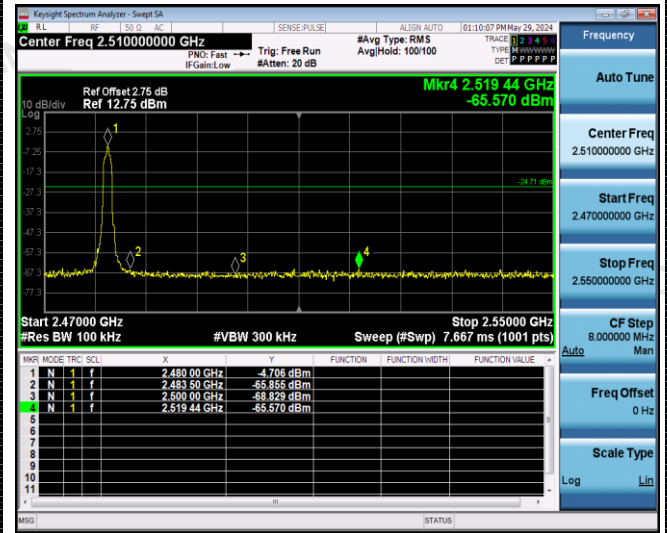 Keysight Spectrum Analyzer - Swept SA
RL RF 50 Ω AC SENSE:PULSE ALIGN AUTO 01:10:07 PM May 29, 2024
Center Freq 2.510000000 GHz
PNO: Fast
IFGain:Low
Trig: Free Run
#Atten: 20 dB
#Avg Type: RMS
Avg|Hold: 100/100
TRACE 1 2 3 4 5 6
TYPE M W W W W W
DET P P P P P P
Frequency
Auto Tune
Center Freq
2.510000000 GHz
Start Freq
2.470000000 GHz
Stop Freq
2.550000000 GHz
CF Step
8.000000 MHz
Auto Man
Freq Offset
0 Hz
Scale Type
Log Lin
Mkr4 2.519 44 GHz
-65.570 dBm
Ref Offset 2.75 dB
10 dB/div Ref 12.75 dBm
Log
2.75
-7.25
-17.3
-27.3
-37.3
-47.3
-57.3
-67.3
-77.3
1
2
3
4
-24.71 dBm
Start 2.47000 GHz Stop 2.55000 GHz
#Res BW 100 kHz #VBW 300 kHz Sweep (#Swp) 7.667 ms (1001 pts)
MKR MODE TRC SCL X Y FUNCTION FUNCTION WIDTH FUNCTION VALUE
1 N 1 f 2.480 00 GHz -4.706 dBm
2 N 1 f 2.483 50 GHz -65.855 dBm
3 N 1 f 2.500 00 GHz -68.829 dBm
4 N 1 f 2.519 44 GHz -65.570 dBm
5
6
7
8
9
10
11
MSG STATUS